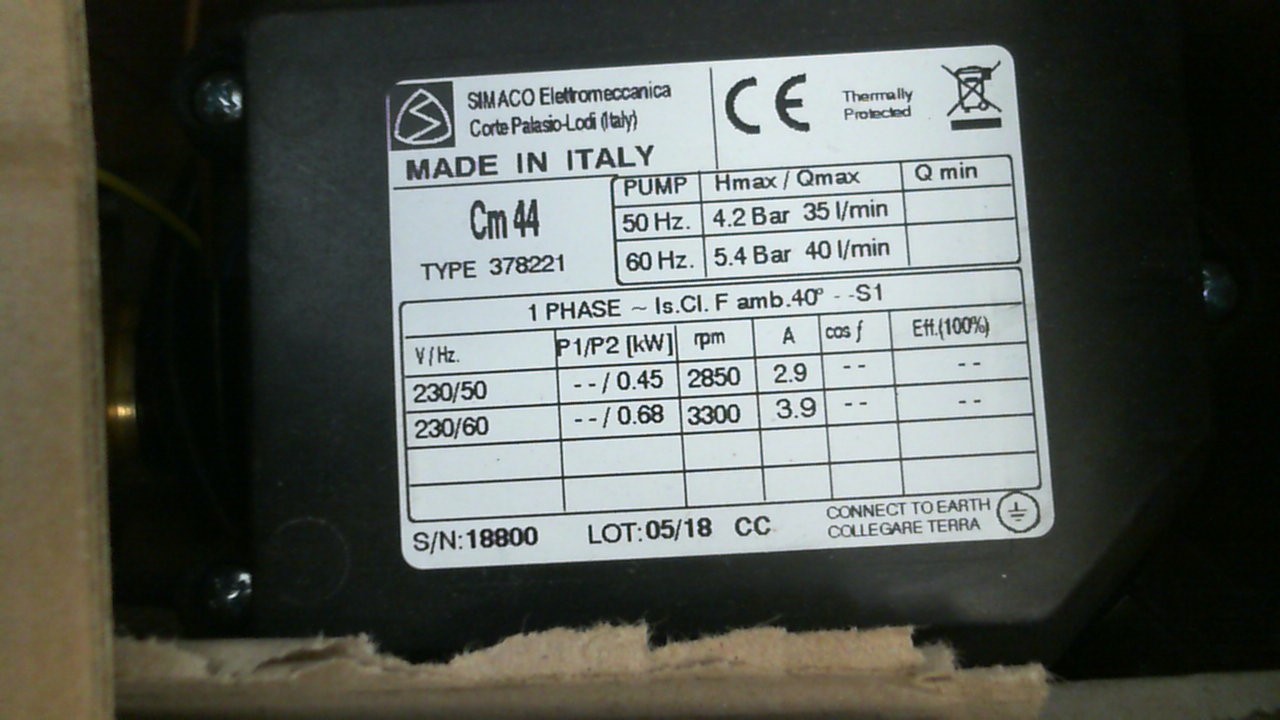 SIMACO Elettromeccanica
Corte Palasio-Lodi (Italy)
MADE IN ITALY
CE
Thermally
Protected
Cm 44
TYPE 378221
PUMP Hmax / Qmax Q min
50 Hz. 4.2 Bar 35 l/min
60 Hz. 5.4 Bar 40 l/min
1 PHASE ~ Is.Cl. F amb.40° - -S1
V / Hz. P1/P2 [kW] rpm A cos ƒ Eff.(100%)
230/50 - - / 0.45 2850 2.9 - - - -
230/60 - - / 0.68 3300 3.9 - - - -
S/N:18800 LOT:05/18 CC
CONNECT TO EARTH
COLLEGARE TERRA